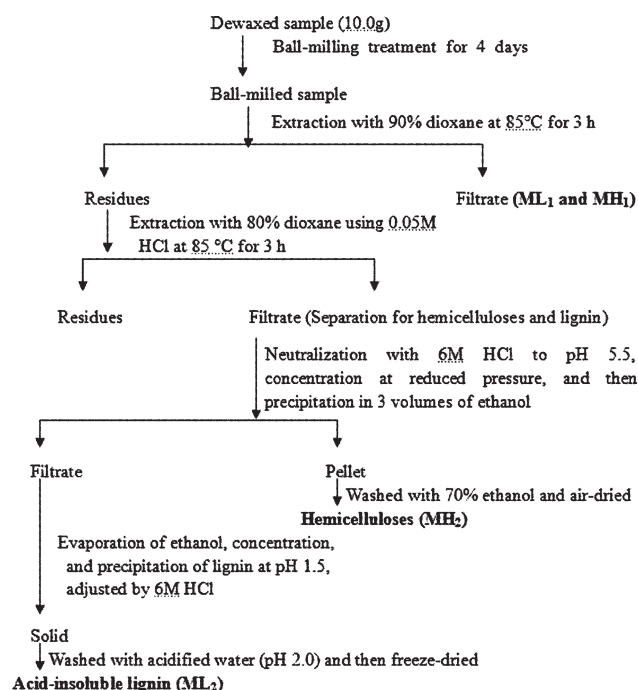 Dewaxed sample (10.0g)
Ball-milling treatment for 4 days
Ball-milled sample
Extraction with 90% dioxane at 85°C for 3 h
Residues
Filtrate (ML₁ and MH₁)
Extraction with 80% dioxane using 0.05M
HCl at 85 °C for 3 h
Residues
Filtrate (Separation for hemicelluloses and lignin)
Neutralization with 6M HCl to pH 5.5,
concentration at reduced pressure, and then
precipitation in 3 volumes of ethanol
Filtrate
Pellet
Washed with 70% ethanol and air-dried
Hemicelluloses (MH₂)
Evaporation of ethanol, concentration,
and precipitation of lignin at pH 1.5,
adjusted by 6M HCl
Solid
Washed with acidified water (pH 2.0) and then freeze-dried
Acid-insoluble lignin (ML₂)